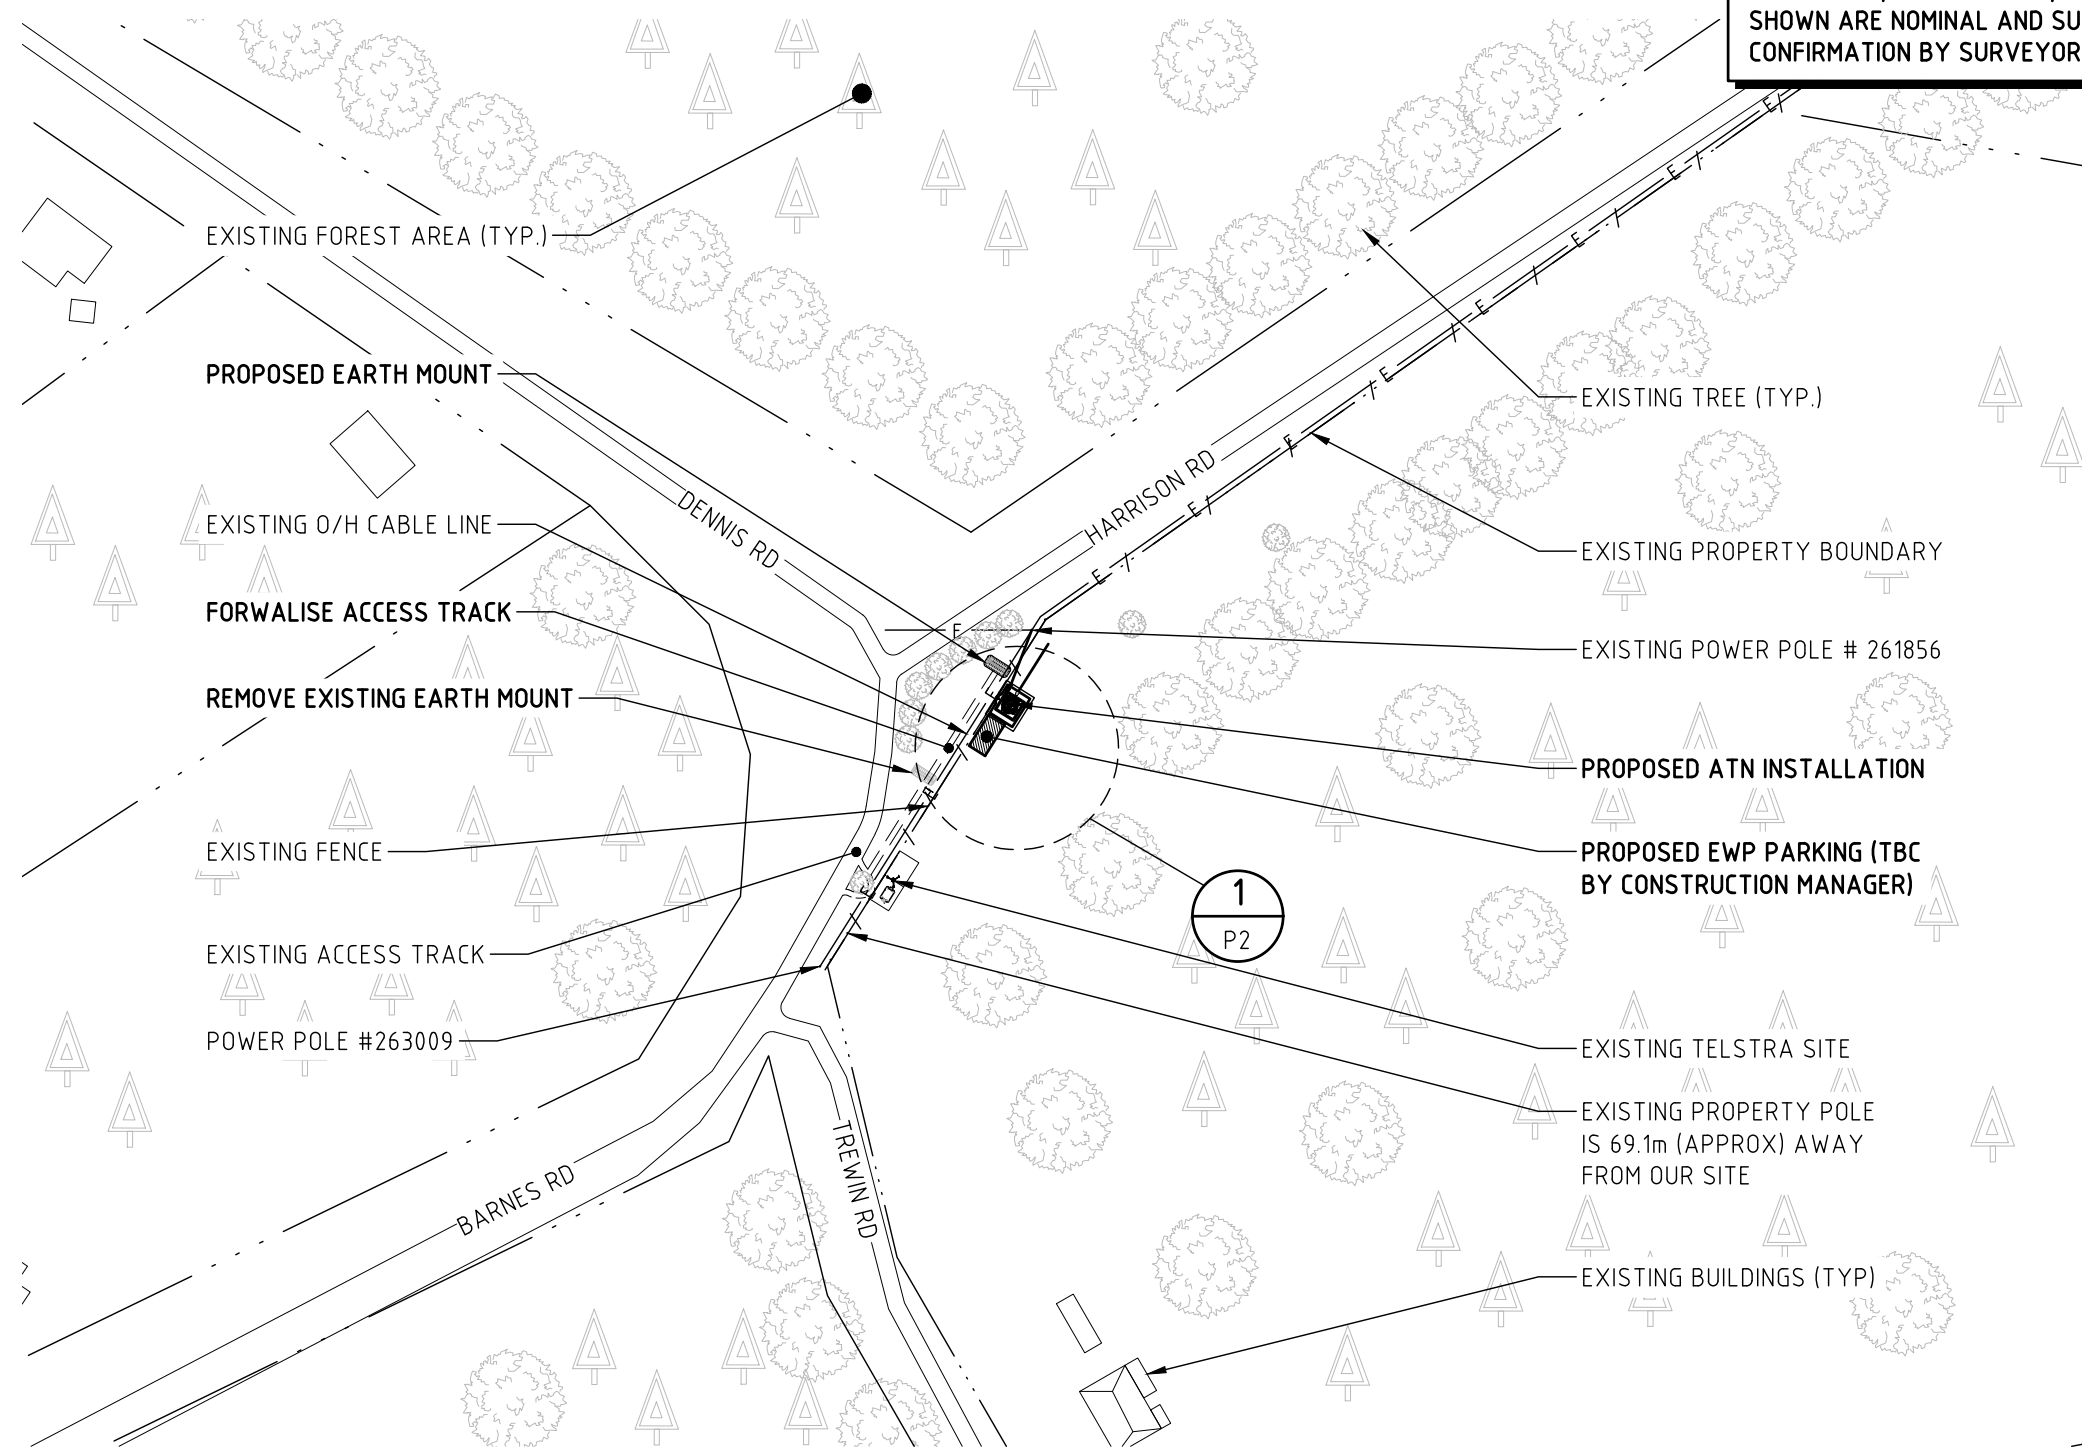 SHOWN ARE NOMINAL AND SU
CONFIRMATION BY SURVEYOR
EXISTING FOREST AREA (TYP.)
PROPOSED EARTH MOUNT
EXISTING O/H CABLE LINE
FORWALISE ACCESS TRACK
REMOVE EXISTING EARTH MOUNT
EXISTING FENCE
EXISTING ACCESS TRACK
POWER POLE #263009
DENNIS RD
HARRISON RD
BARNES RD
TREWIN RD
E
E
E
E
E
E
E
E
E
1
P2
EXISTING TREE (TYP.)
EXISTING PROPERTY BOUNDARY
EXISTING POWER POLE # 261856
PROPOSED ATN INSTALLATION
PROPOSED EWP PARKING (TBC
BY CONSTRUCTION MANAGER)
EXISTING TELSTRA SITE
EXISTING PROPERTY POLE
IS 69.1m (APPROX) AWAY
FROM OUR SITE
EXISTING BUILDINGS (TYP)